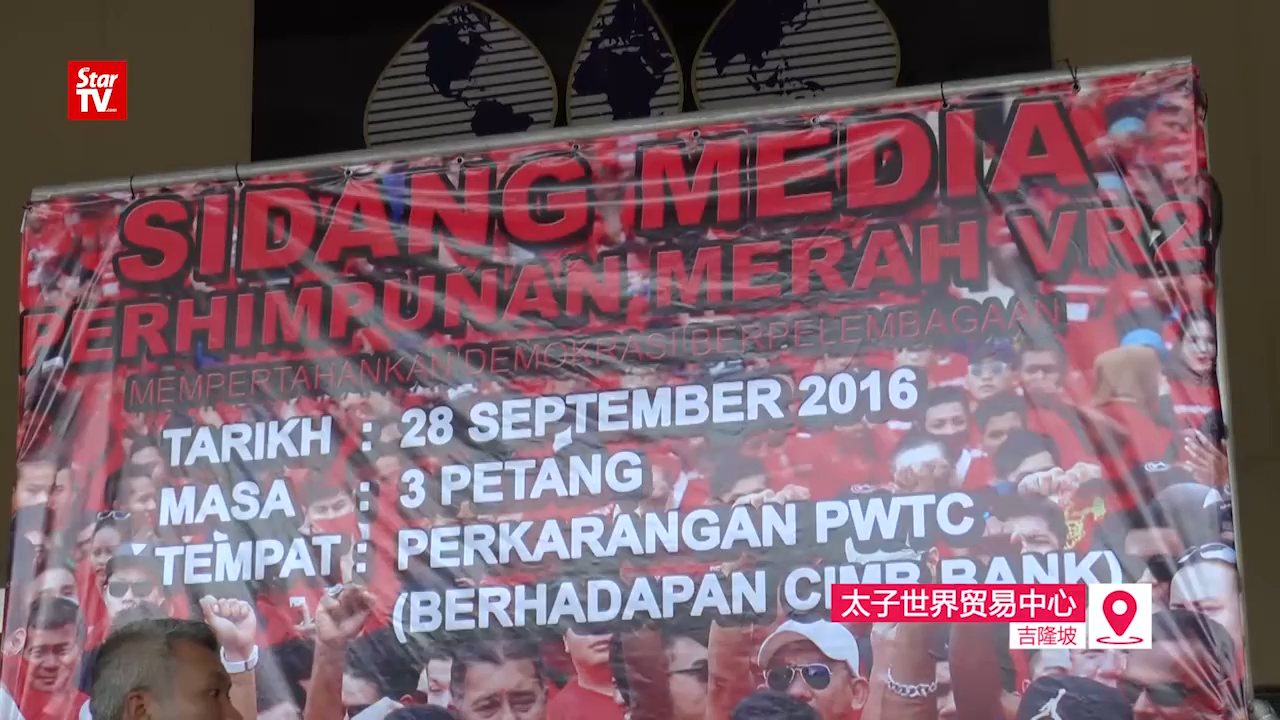 Star
TV
SIDANG MEDIA
PERHIMPUNAN MERAH VR2
MEMPERTAHANKAN DEMOKRASI BERPELEMBAGAAN
TARIKH : 28 SEPTEMBER 2016
MASA : 3 PETANG
TEMPAT : PERKARANGAN PWTC
(BERHADAPAN CIMB BANK)
太子世界贸易中心
吉隆坡